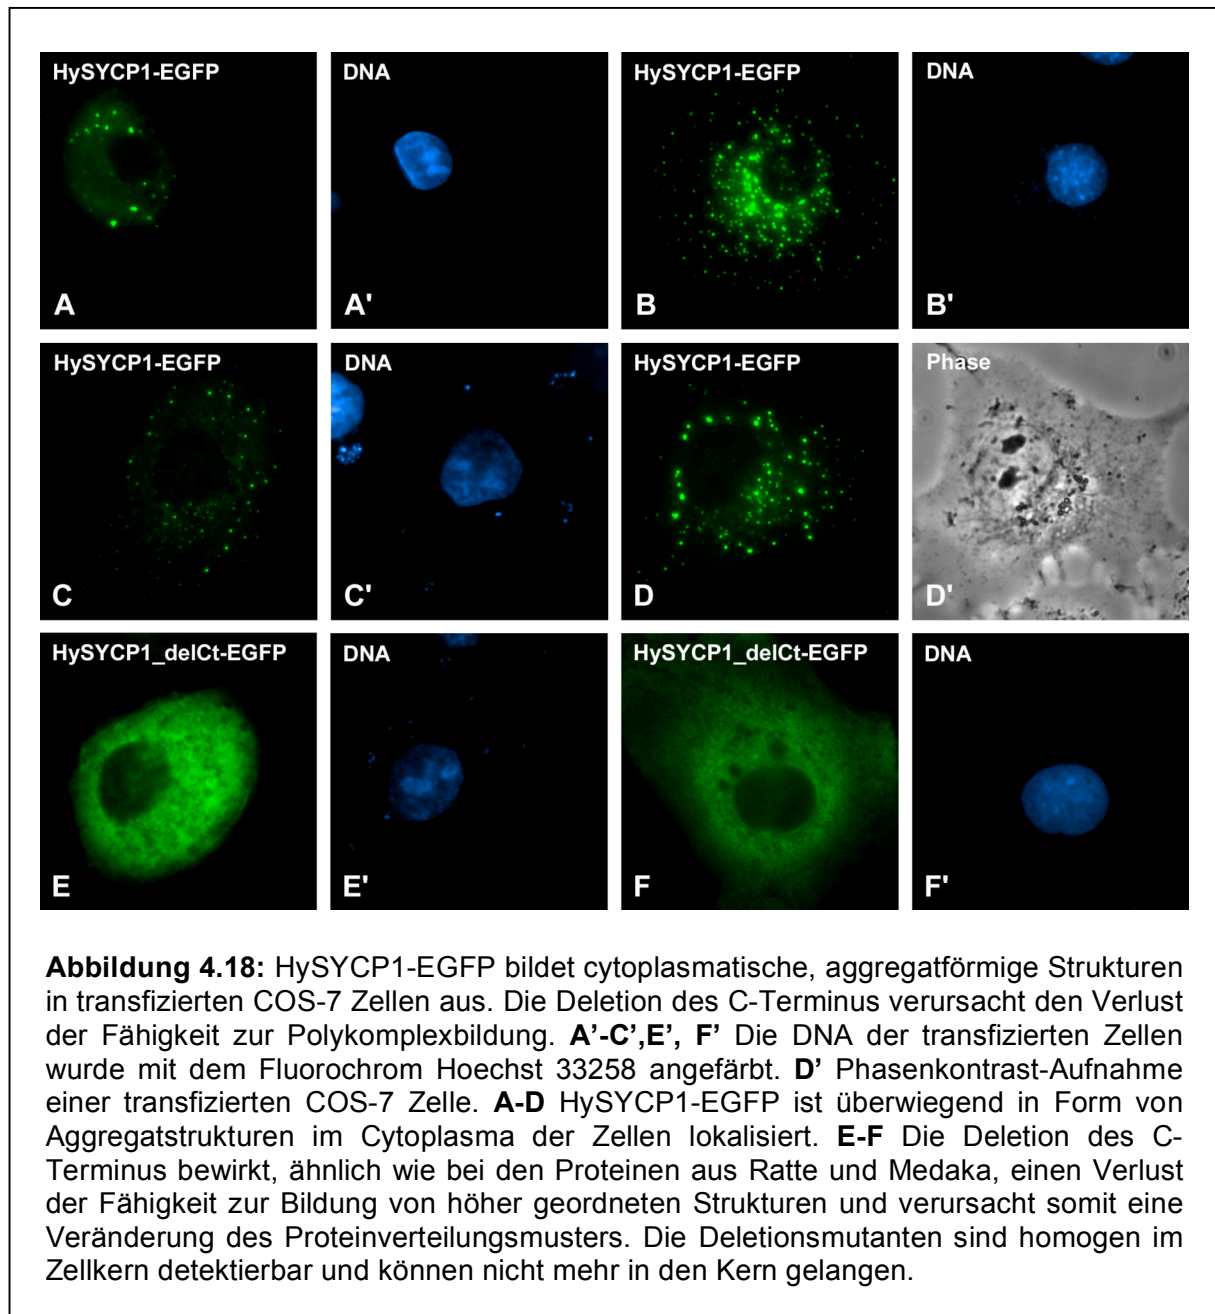 HySYCP1-EGFP DNA HySYCP1-EGFP DNA
A A' B B'
HySYCP1-EGFP DNA HySYCP1-EGFP Phase
C C' D D'
HySYCP1_delCt-EGFP DNA HySYCP1_delCt-EGFP DNA
E E' F F'
Abbildung 4.18: HySYCP1-EGFP bildet cytoplasmatische, aggregatförmige Strukturen
in transfizierten COS-7 Zellen aus. Die Deletion des C-Terminus verursacht den Verlust
der Fähigkeit zur Polykomplexbildung. A’-C’,E’, F’ Die DNA der transfizierten Zellen
wurde mit dem Fluorochrom Hoechst 33258 angefärbt. D’ Phasenkontrast-Aufnahme
einer transfizierten COS-7 Zelle. A-D HySYCP1-EGFP ist überwiegend in Form von
Aggregatstrukturen im Cytoplasma der Zellen lokalisiert. E-F Die Deletion des C-
Terminus bewirkt, ähnlich wie bei den Proteinen aus Ratte und Medaka, einen Verlust
der Fähigkeit zur Bildung von höher geordneten Strukturen und verursacht somit eine
Veränderung des Proteinverteilungsmusters. Die Deletionsmutanten sind homogen im
Zellkern detektierbar und können nicht mehr in den Kern gelangen.